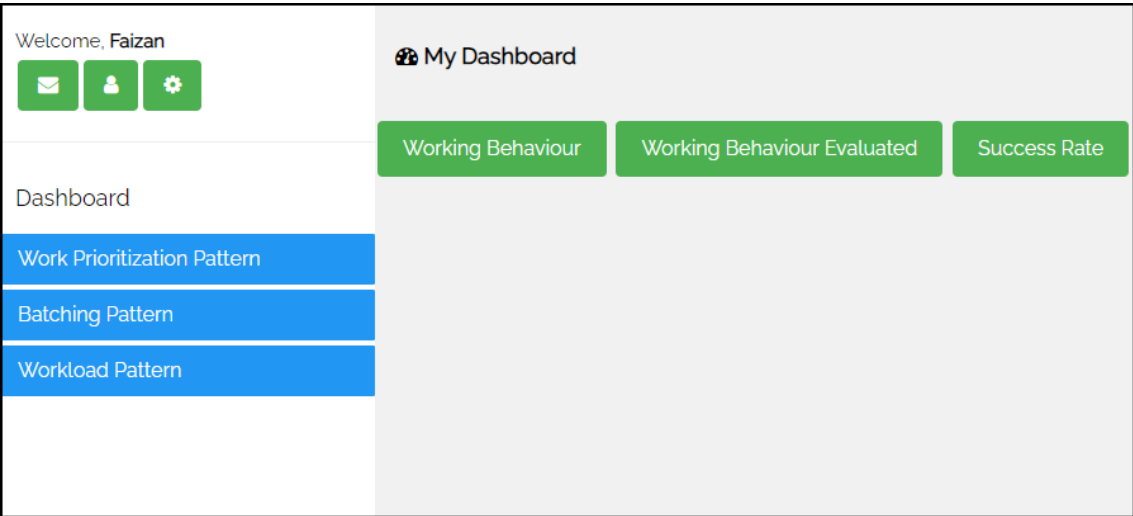 Welcome, Faizan
Dashboard
Work Prioritization Pattern
Batching Pattern
Workload Pattern
My Dashboard
Working Behaviour
Working Behaviour Evaluated
Success Rate